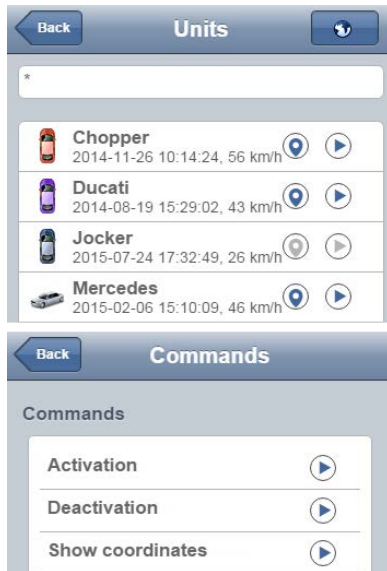 Back
Units
*
Chopper
2014-11-26 10:14:24, 56 km/h
Ducati
2014-08-19 15:29:02, 43 km/h
Jocker
2015-07-24 17:32:49, 26 km/h
Mercedes
2015-02-06 15:10:09, 46 km/h
Back
Commands
Commands
Activation
Deactivation
Show coordinates